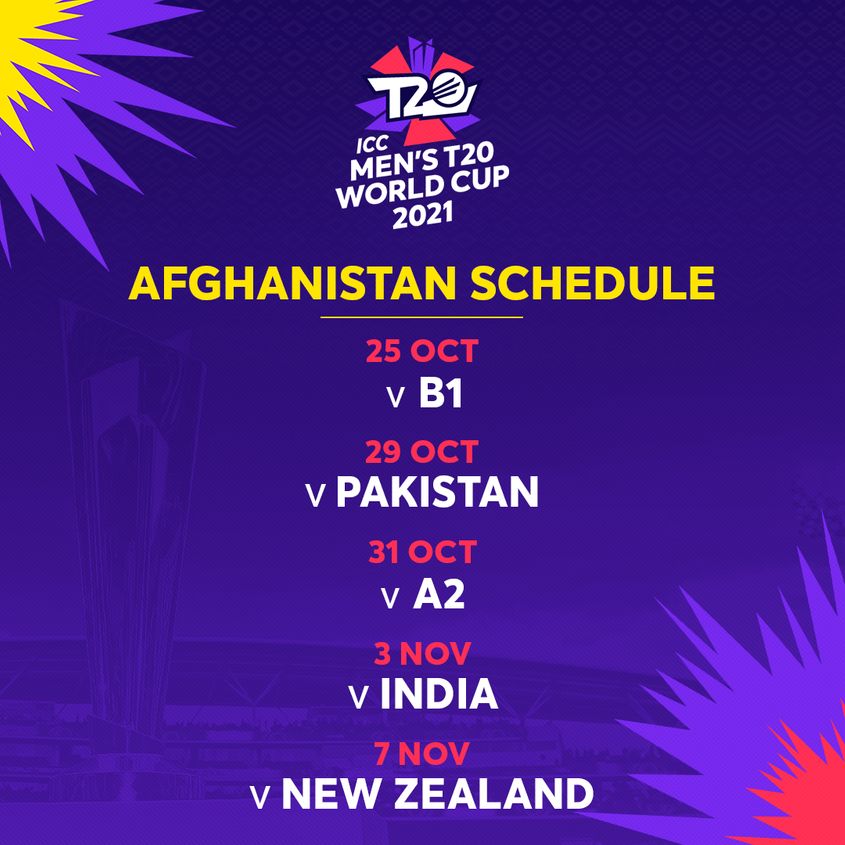 T20
ICC
MEN'S T20
WORLD CUP
2021
AFGHANISTAN SCHEDULE
25 OCT
v B1
29 OCT
v PAKISTAN
31 OCT
v A2
3 NOV
v INDIA
7 NOV
v NEW ZEALAND